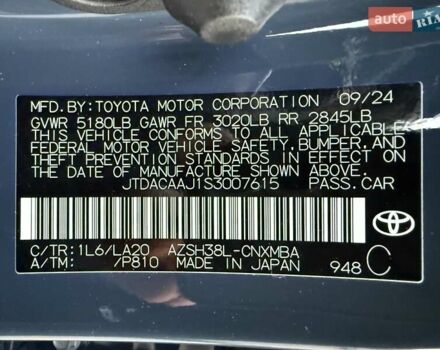 auto
RIA
MFD.BY:TOYOTA MOTOR CORPORATION 09/24
GVWR 5180LB GAWR FR 3020LB RR 2845LB
THIS VEHICLE CONFORMS TO ALL APPLICABLE
FEDERAL MOTOR VEHICLE SAFETY, BUMPER, AND
THEFT PREVENTION STANDARDS IN EFFECT ON
THE DATE OF MANUFACTURE SHOWN ABOVE.
JTDACAAJ1S3007615 PASS.CAR
C/TR:1L6/LA20 AZSH38L-CNXMBA
A/TM: /P810 MADE IN JAPAN 948 C
TOYOTA